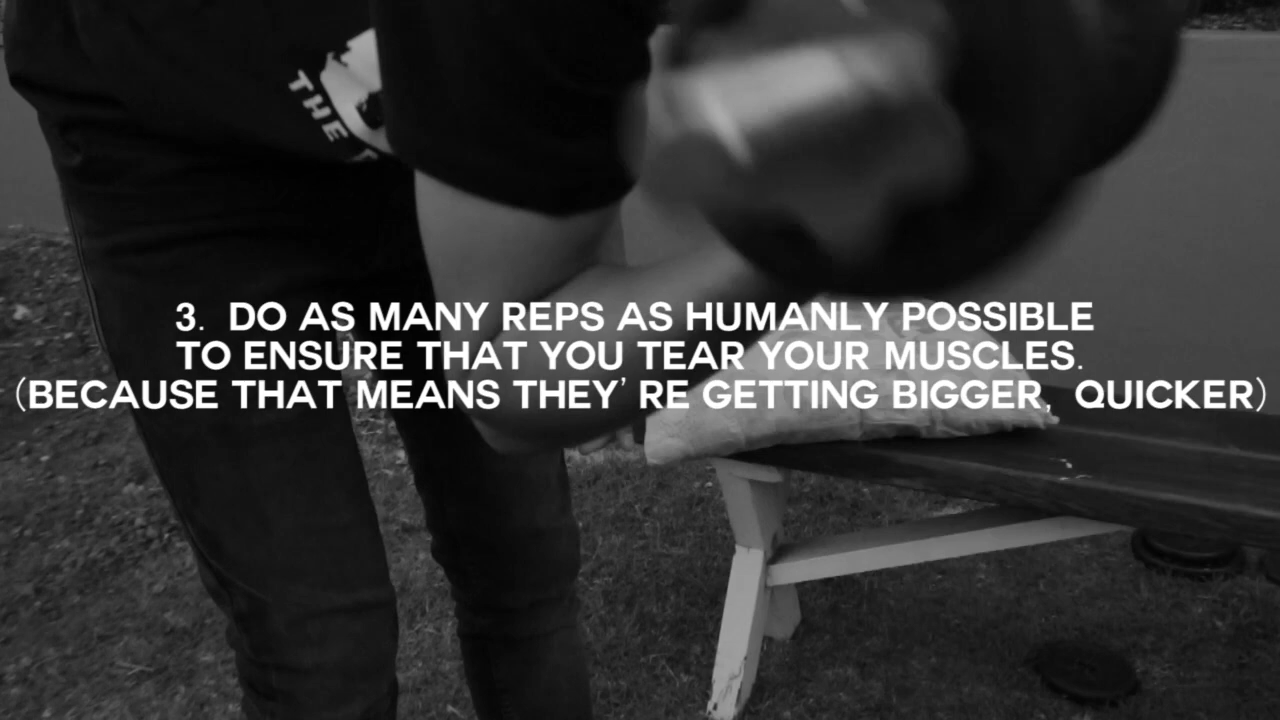 THE
3. DO AS MANY REPS AS HUMANLY POSSIBLE
TO ENSURE THAT YOU TEAR YOUR MUSCLES.
(BECAUSE THAT MEANS THEY'RE GETTING BIGGER, QUICKER)